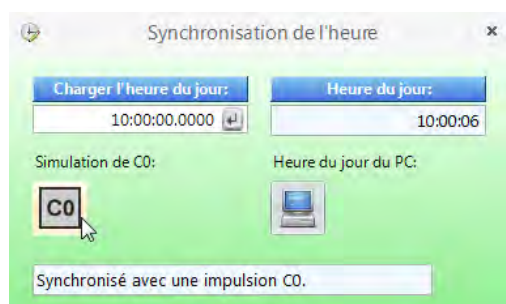 Synchronisation de l'heure
Charger l'heure du jour:
Heure du jour:
10:00:00.0000
10:00:06
Simulation de C0:
Heure du jour du PC:
C0
Synchronisé avec une impulsion C0.